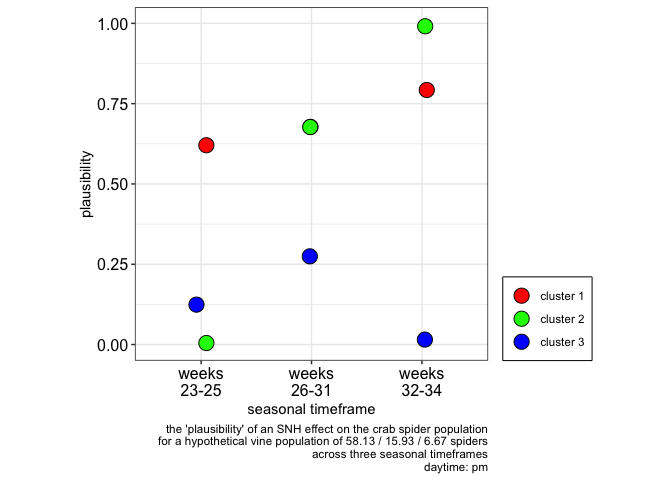 1.00
0.75
0.50
0.25
0.00
plausibility
weeks weeks weeks
23-25 26-31 32-34
seasonal timeframe
cluster 1
cluster 2
cluster 3
the 'plausibility' of an SNH effect on the crab spider population
for a hypothetical vine population of 58.13 / 15.93 / 6.67 spiders
across three seasonal timeframes
daytime: pm